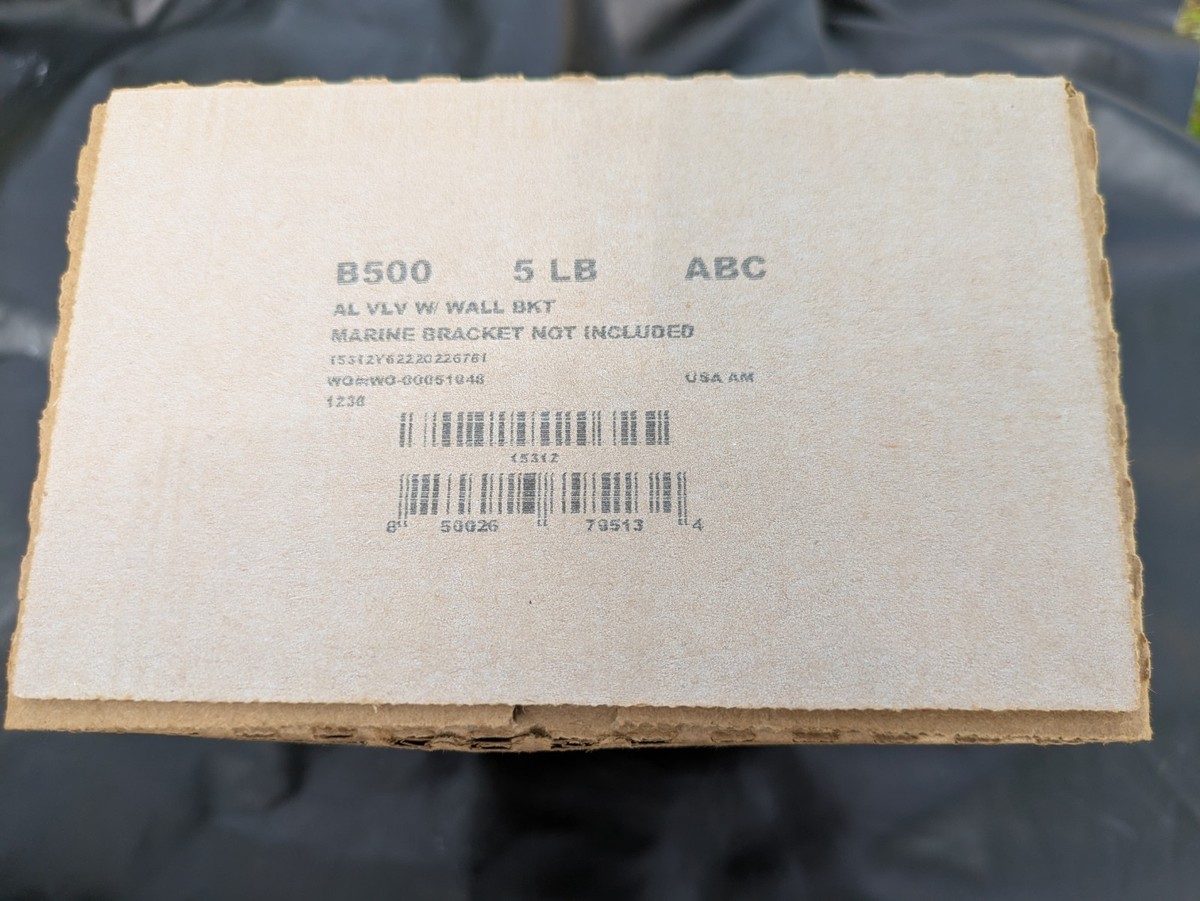 B500 5 LB ABC
AL VLV W/ WALL BKT
MARINE BRACKET NOT INCLUDED
15312Y62220226761
WO#:WO-00051948 USA AM
1236
15312
8 50026 79513 4